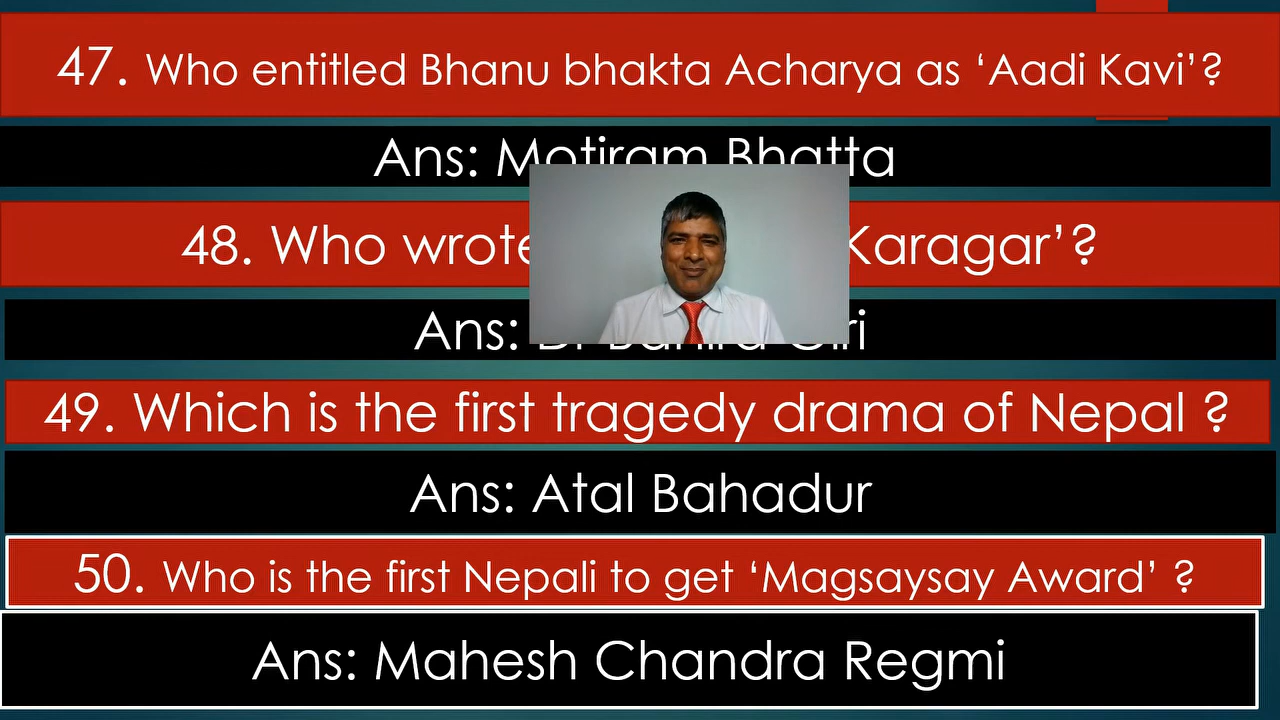 47. Who entitled Bhanu bhakta Acharya as ‘Aadi Kavi’?
Ans: Motiram Bhatta
48. Who wrote Karagar’?
Ans: Dr Giri
49. Which is the first tragedy drama of Nepal ?
Ans: Atal Bahadur
50. Who is the first Nepali to get ‘Magsaysay Award’ ?
Ans: Mahesh Chandra Regmi